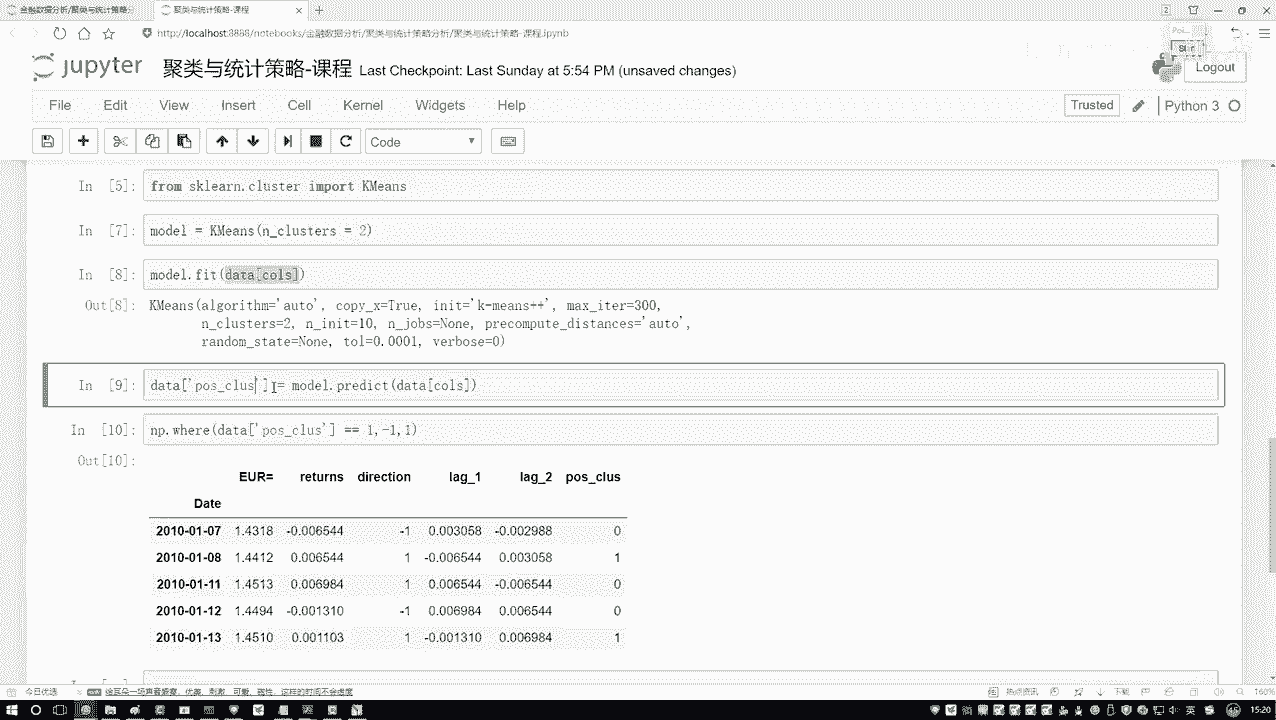 金融数据分析/聚类与统计策略分
聚类与统计策略-课程
http://localhost:8888/notebooks/金融数据分析/聚类与统计策略分析/聚类与统计策略-课程.ipynb
jupyter 聚类与统计策略-课程 Last Checkpoint: Last Sunday at 5:54 PM (unsaved changes)
Logout
File Edit View Insert Cell Kernel Widgets Help
Trusted Python 3
Code
In [5]: from sklearn.cluster import KMeans
In [7]: model = KMeans(n_clusters = 2)
In [8]: model.fit(data[cols])
Out[8]: KMeans(algorithm='auto', copy_x=True, init='k-means++', max_iter=300,
n_clusters=2, n_init=10, n_jobs=None, precompute_distances='auto',
random_state=None, tol=0.0001, verbose=0)
In [9]: data['pos_clus'] = model.predict(data[cols])
In [10]: np.where(data['pos_clus'] == 1,-1,1)
Out[10]:
EUR= returns direction lag_1 lag_2 pos_clus
Date
2010-01-07 1.4318 -0.006544 -1 0.003058 -0.002988 0
2010-01-08 1.4412 0.006544 1 -0.006544 0.003058 1
2010-01-11 1.4513 0.006984 1 0.006544 -0.006544 0
2010-01-12 1.4494 -0.001310 -1 0.006984 0.006544 0
2010-01-13 1.4510 0.001103 1 -0.001310 0.006984 1
今日优选
热点资讯 下载 160%
英 15:20